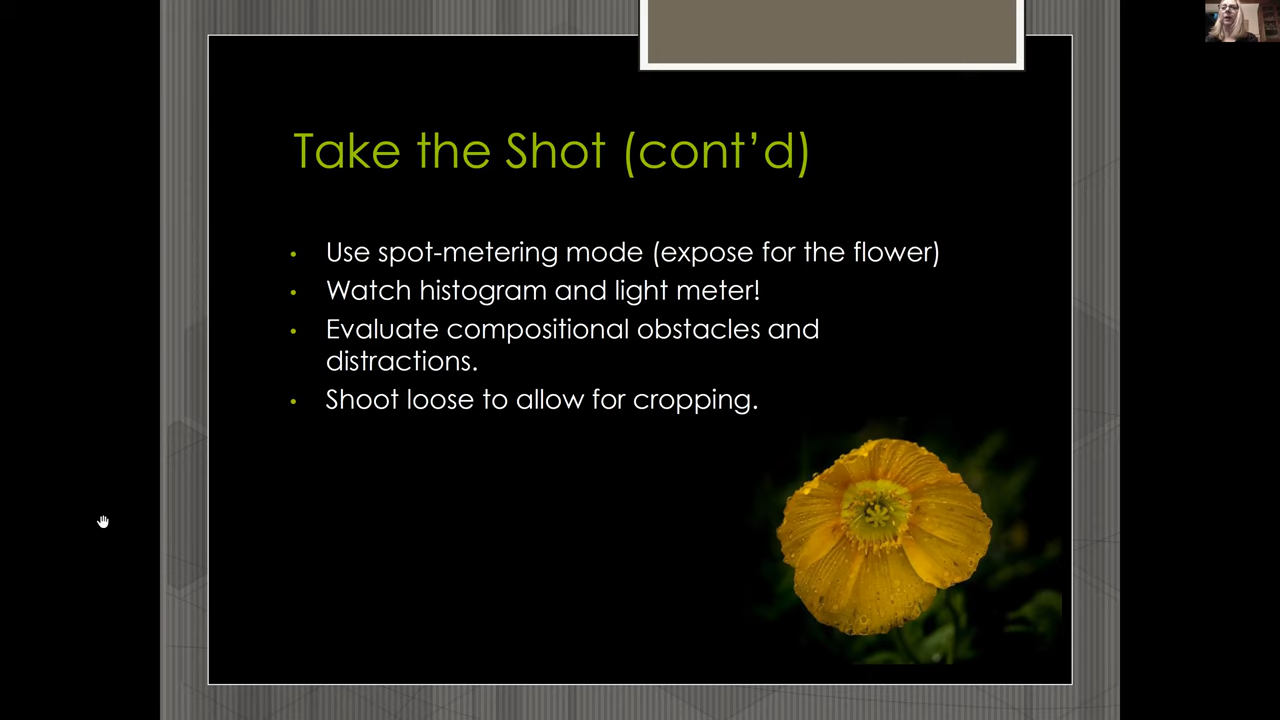 Take the Shot (cont’d)
• Use spot-metering mode (expose for the flower)
• Watch histogram and light meter!
• Evaluate compositional obstacles and
distractions.
• Shoot loose to allow for cropping.